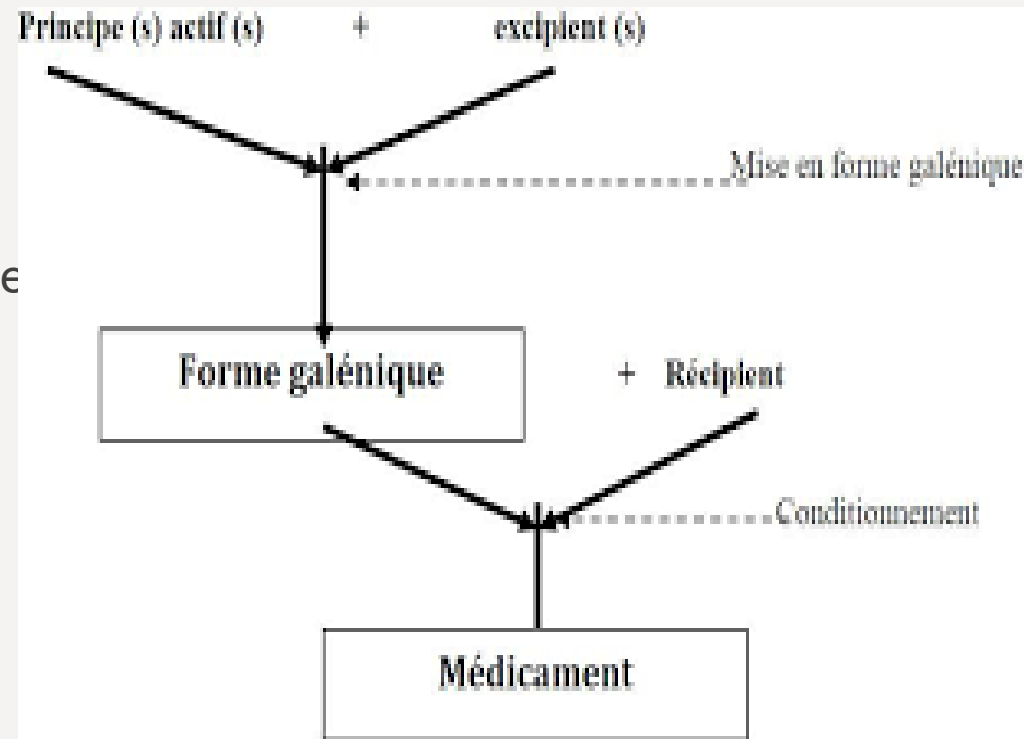 Principe (s) actif (s) + excipient (s)
Mise en forme galénique
e
Forme galénique + Récipient
Conditionnement
Médicament